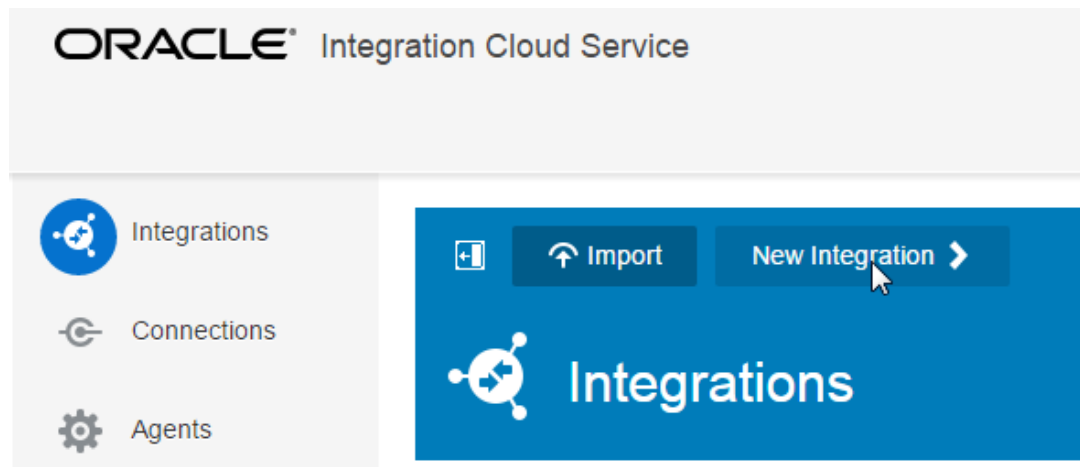 ORACLE® Integration Cloud Service
Integrations
Import
New Integration
Connections
Integrations
Agents